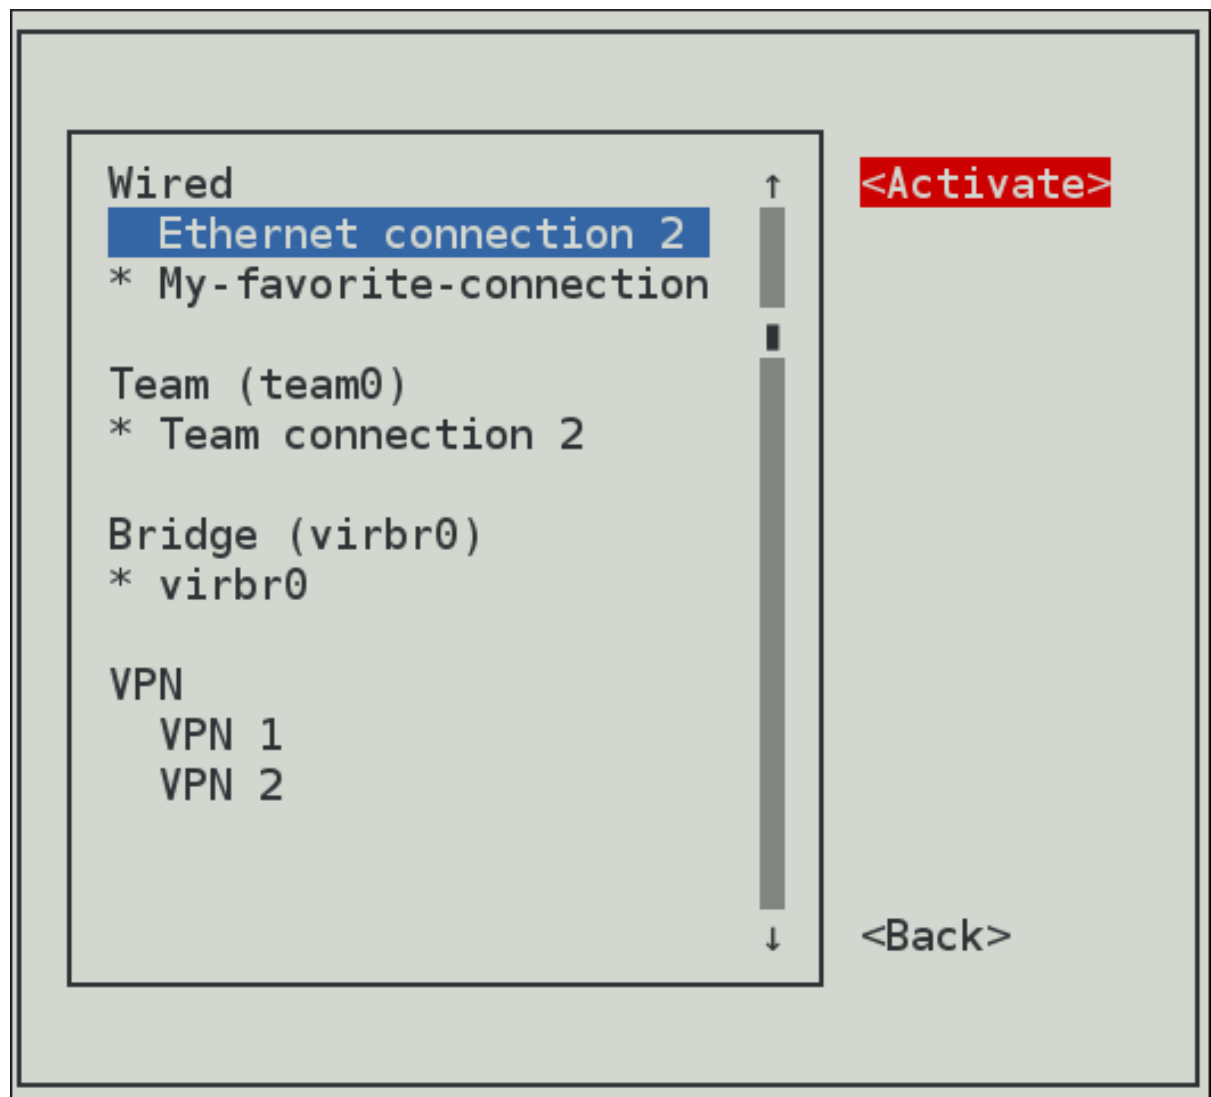 Wired
↑
<Activate>
Ethernet connection 2
* My-favorite-connection
Team (team0)
* Team connection 2
Bridge (virbr0)
* virbr0
VPN
VPN 1
VPN 2
↓
<Back>